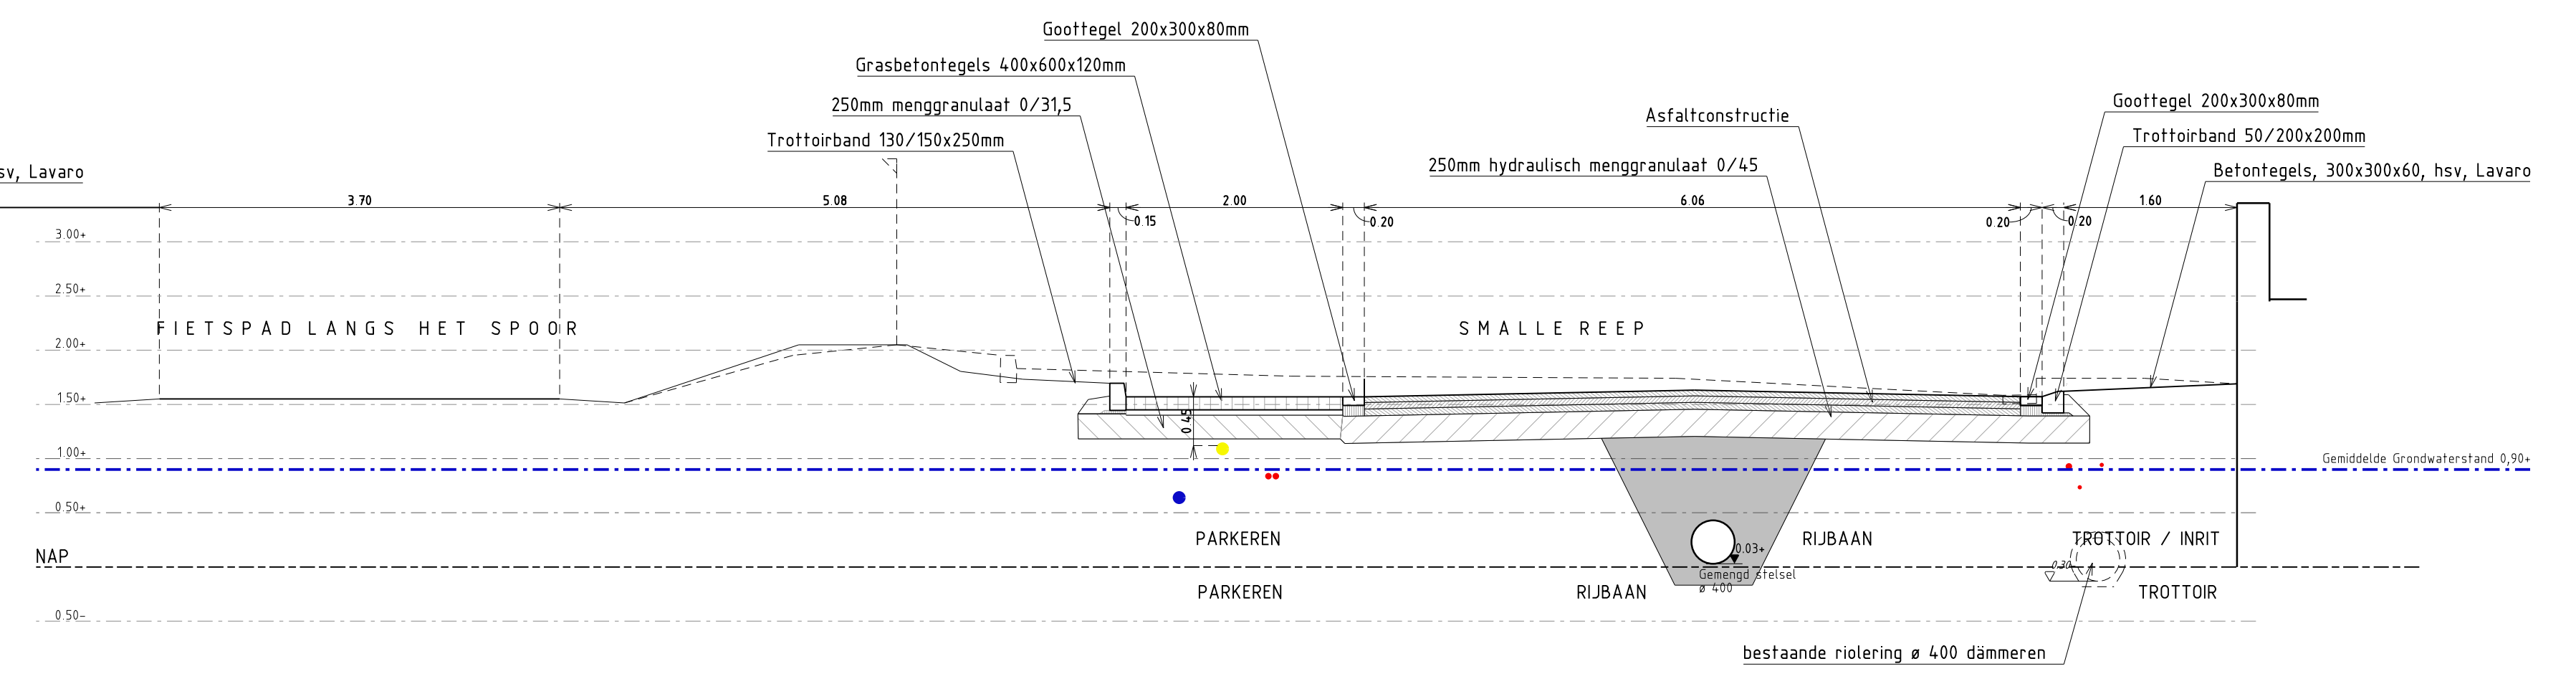 Goottegel 200x300x80mm
Grasbetontegels 400x600x120mm
250mm menggranulaat 0/31,5
Trottoirband 130/150x250mm
Asfaltconstructie
250mm hydraulisch menggranulaat 0/45
Goottegel 200x300x80mm
Trottoirband 50/200x200mm
Betontegels, 300x300x60, hsv, Lavaro
sv, Lavaro
3.70
5.08
0.15
2.00
0.20
6.06
0.20
0.20
1.60
3.00+
2.50+
FIETSPAD LANGS HET SPOOR
SMALLE REEP
2.00+
1.50+
0.45
1.00+
Gemiddelde Grondwaterstand 0,90+
0.50+
PARKEREN
RIJBAAN
TROTTOIR / INRIT
0.03+
NAP
Gemengd stelsel
ø 400
0.30-
PARKEREN
RIJBAAN
TROTTOIR
0.50-
bestaande riolering ø 400 dämmeren